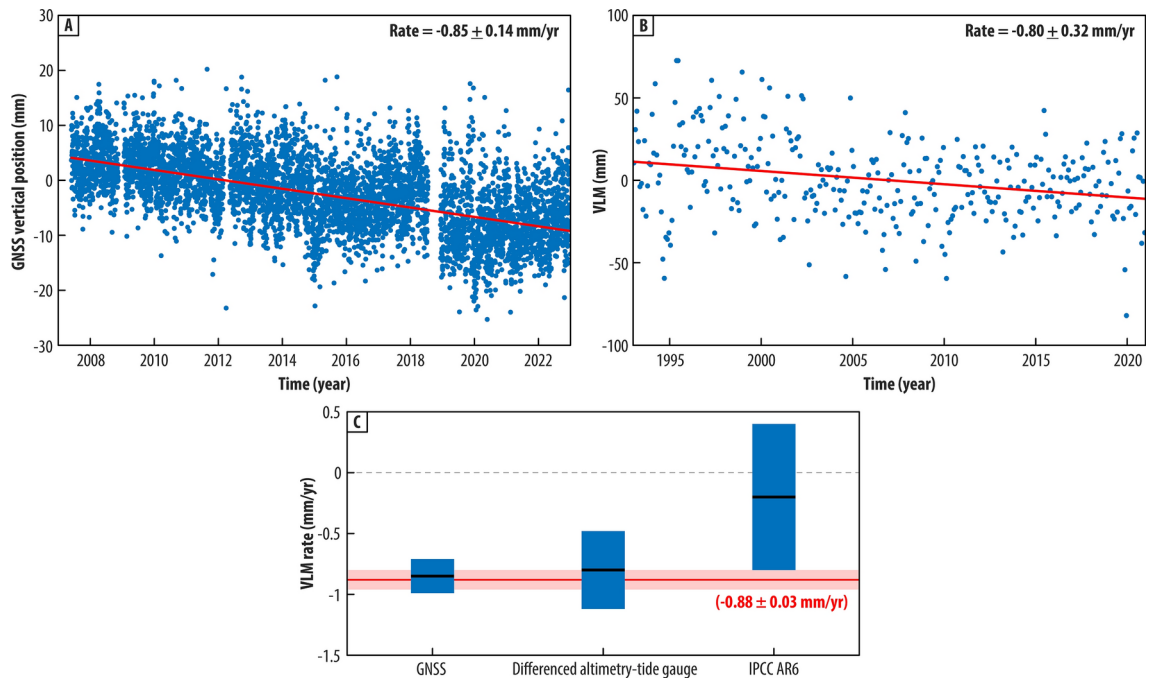 A
Rate = -0.85 ± 0.14 mm/yr
GNSS vertical position (mm)
30
20
10
0
-10
-20
-30
2008 2010 2012 2014 2016 2018 2020 2022
Time (year)
B
Rate = -0.80 ± 0.32 mm/yr
VLM (mm)
100
50
0
-50
-100
1995 2000 2005 2010 2015 2020
Time (year)
C
VLM rate (mm/yr)
0.5
0
-0.5
-1
-1.5
(-0.88 ± 0.03 mm/yr)
GNSS Differenced altimetry-tide gauge IPCC AR6